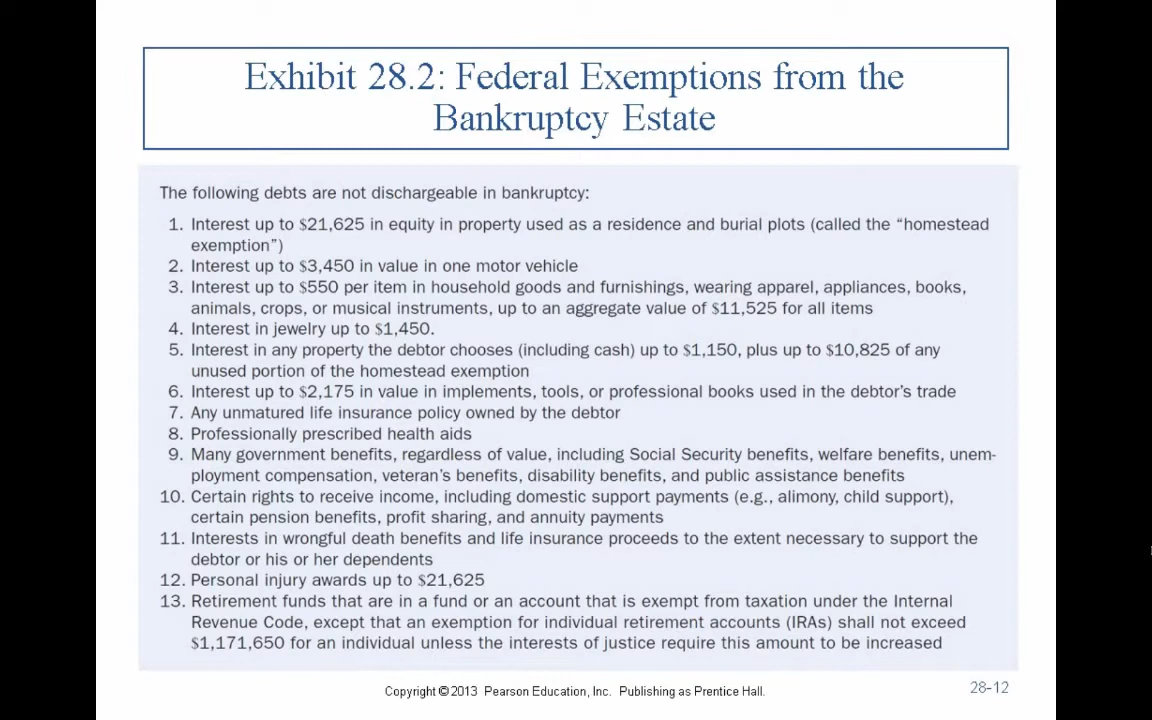 Exhibit 28.2: Federal Exemptions from the
Bankruptcy Estate
The following debts are not dischargeable in bankruptcy:
1. Interest up to $21,625 in equity in property used as a residence and burial plots (called the “homestead
exemption”)
2. Interest up to $3,450 in value in one motor vehicle
3. Interest up to $550 per item in household goods and furnishings, wearing apparel, appliances, books,
animals, crops, or musical instruments, up to an aggregate value of $11,525 for all items
4. Interest in jewelry up to $1,450.
5. Interest in any property the debtor chooses (including cash) up to $1,150, plus up to $10,825 of any
unused portion of the homestead exemption
6. Interest up to $2,175 in value in implements, tools, or professional books used in the debtor’s trade
7. Any unmatured life insurance policy owned by the debtor
8. Professionally prescribed health aids
9. Many government benefits, regardless of value, including Social Security benefits, welfare benefits, unem-
ployment compensation, veteran’s benefits, disability benefits, and public assistance benefits
10. Certain rights to receive income, including domestic support payments (e.g., alimony, child support),
certain pension benefits, profit sharing, and annuity payments
11. Interests in wrongful death benefits and life insurance proceeds to the extent necessary to support the
debtor or his or her dependents
12. Personal injury awards up to $21,625
13. Retirement funds that are in a fund or an account that is exempt from taxation under the Internal
Revenue Code, except that an exemption for individual retirement accounts (IRAs) shall not exceed
$1,171,650 for an individual unless the interests of justice require this amount to be increased
Copyright © 2013 Pearson Education, Inc. Publishing as Prentice Hall.
28-12